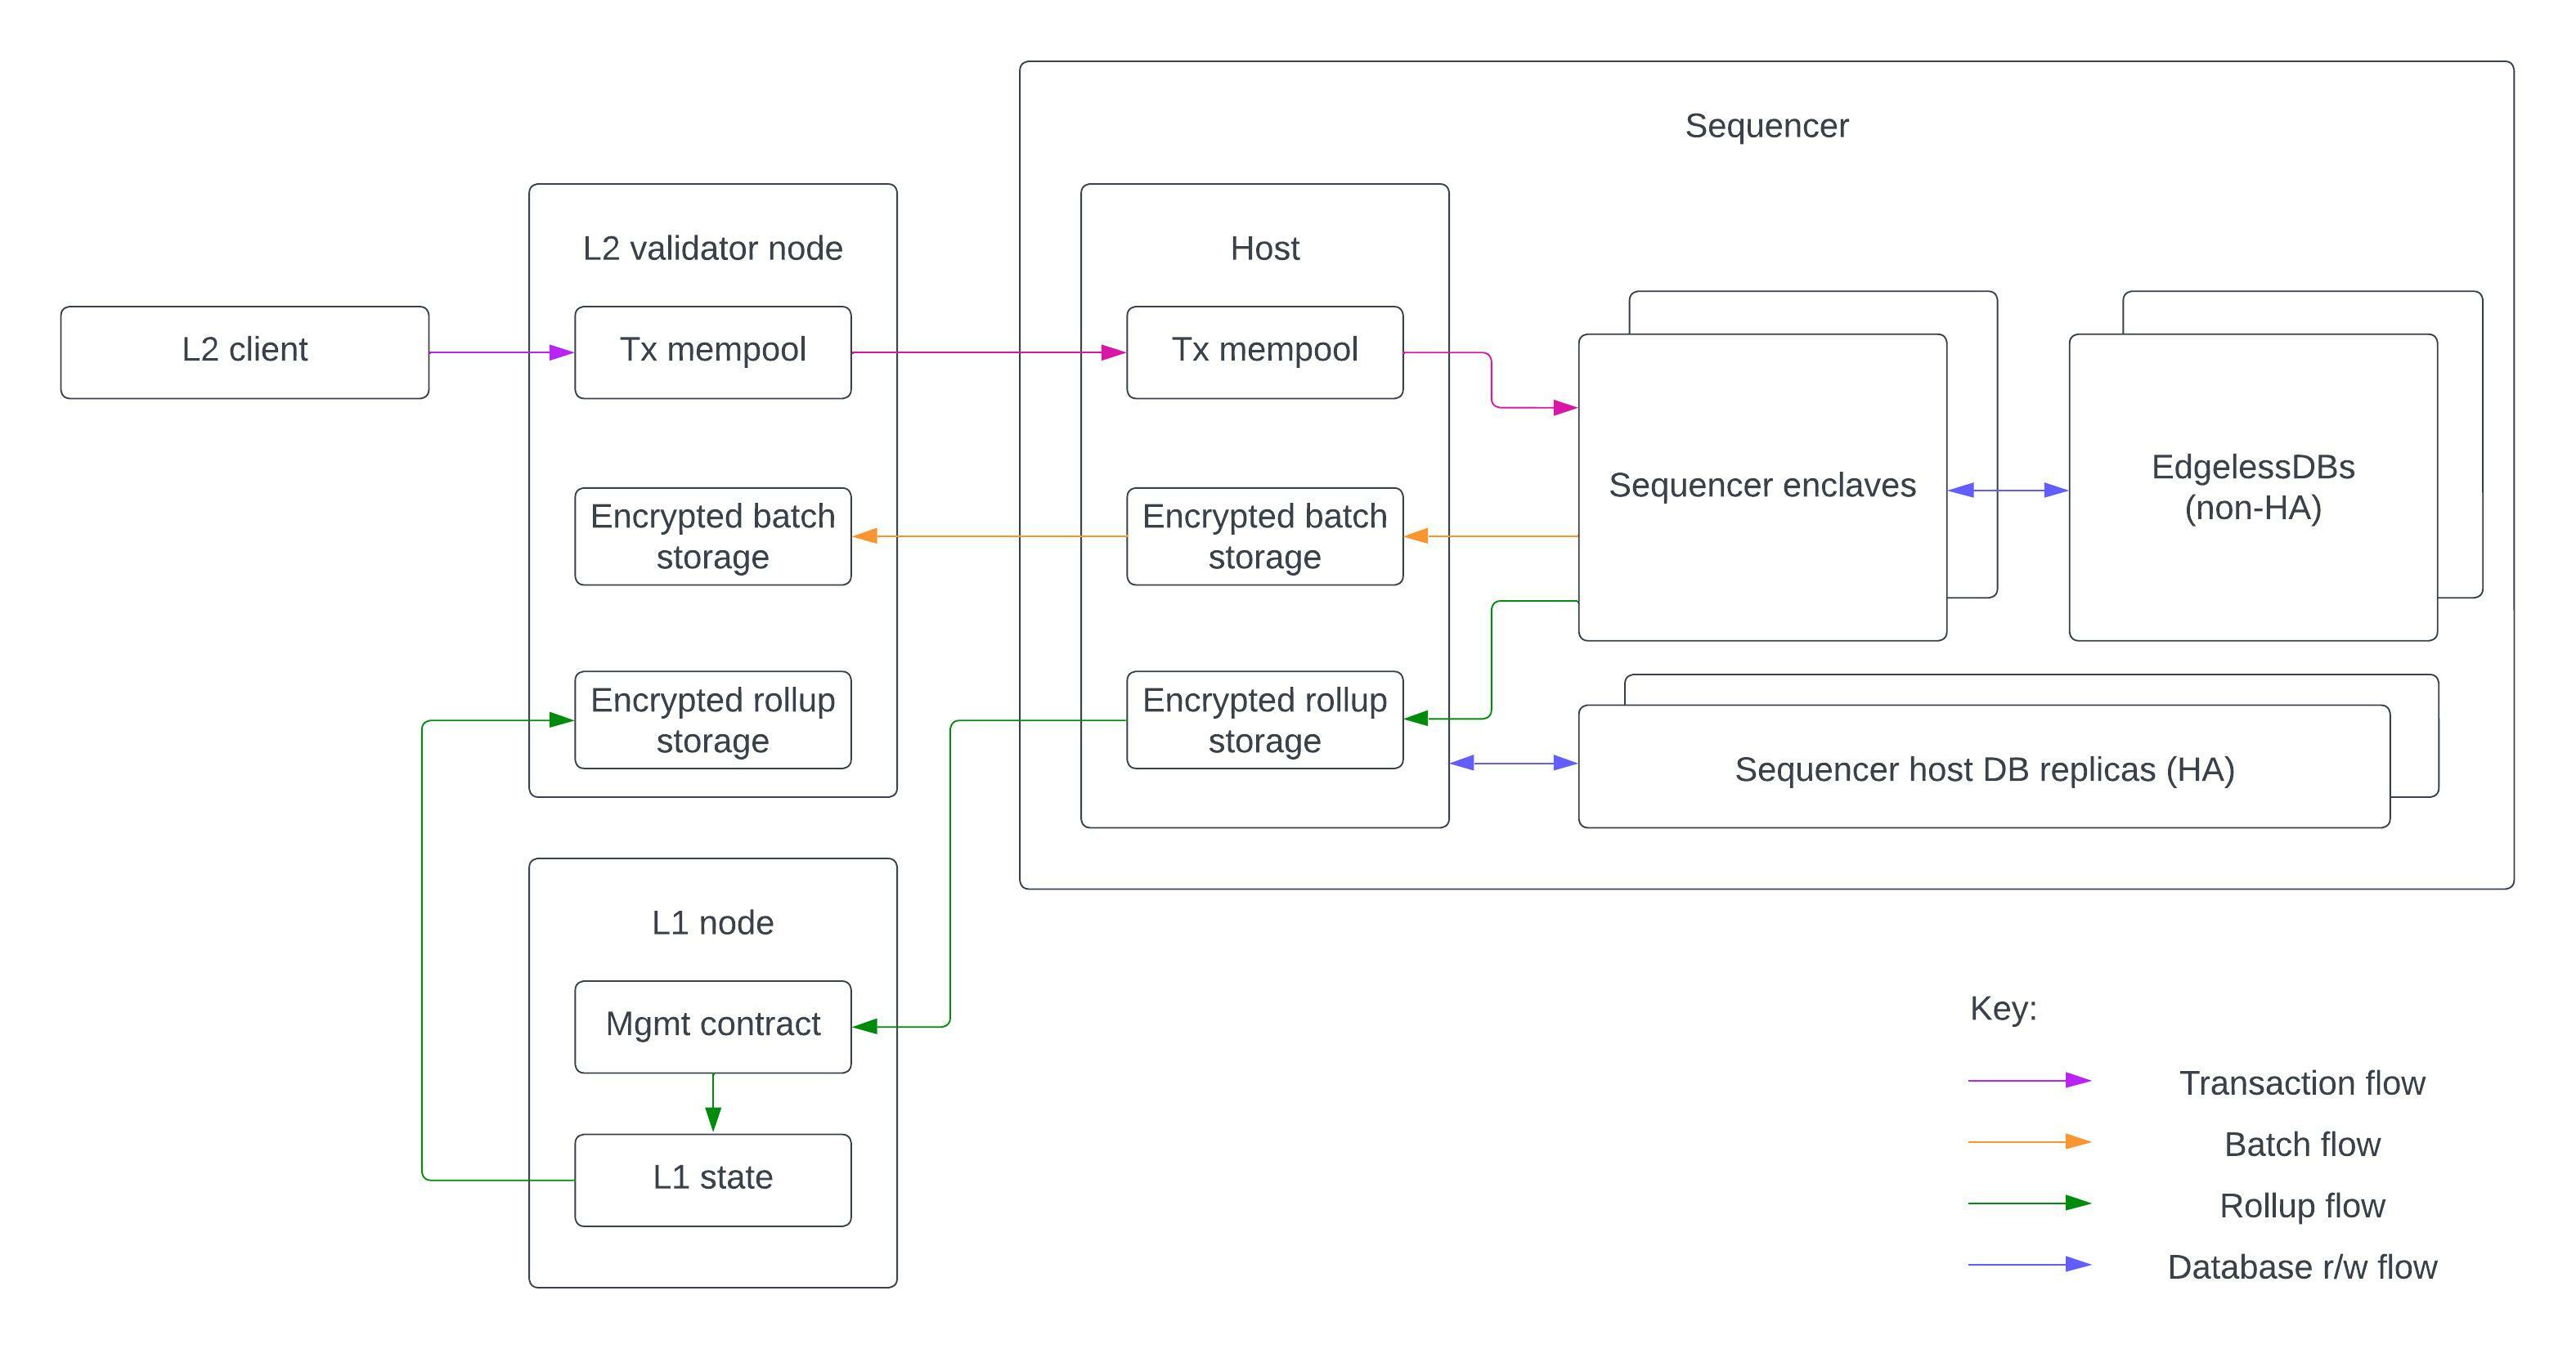 Sequencer
L2 validator node
Host
L2 client
Tx mempool
Tx mempool
Sequencer enclaves
EdgelessDBs
(non-HA)
Encrypted batch
storage
Encrypted batch
storage
Encrypted rollup
storage
Encrypted rollup
storage
Sequencer host DB replicas (HA)
L1 node
Mgmt contract
L1 state
Key:
Transaction flow
Batch flow
Rollup flow
Database r/w flow